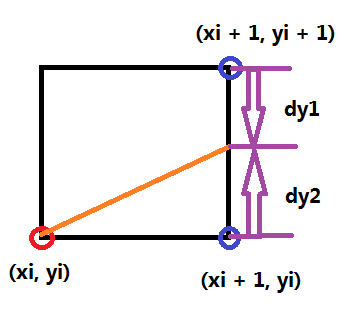 (xi + 1, yi + 1)
dy1
dy2
(xi, yi)
(xi + 1, yi)